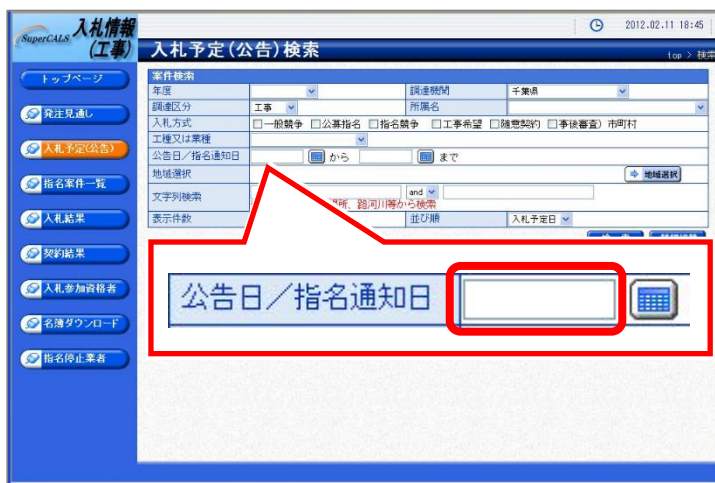 SuperCALS 入札情報
(工事)
2012.02.11 18:45
入札予定(公告)検索
top > 検索
トップページ
発注見通し
入札予定(公告)
指名案件一覧
入札結果
契約結果
入札参加資格者
名簿ダウンロード
指名停止業者
案件検索
年度 調達機関 千葉県
調達区分 工事 所属名
入札方式 一般競争 公募指名 指名競争 工事希望 随意契約 事後審査）市町村
工種又は業種
公告日／指名通知日 から まで
地域選択 地域選択
文字列検索 and
所、路河川等から検索
表示件数 並び順 入札予定日
公告日／指名通知日